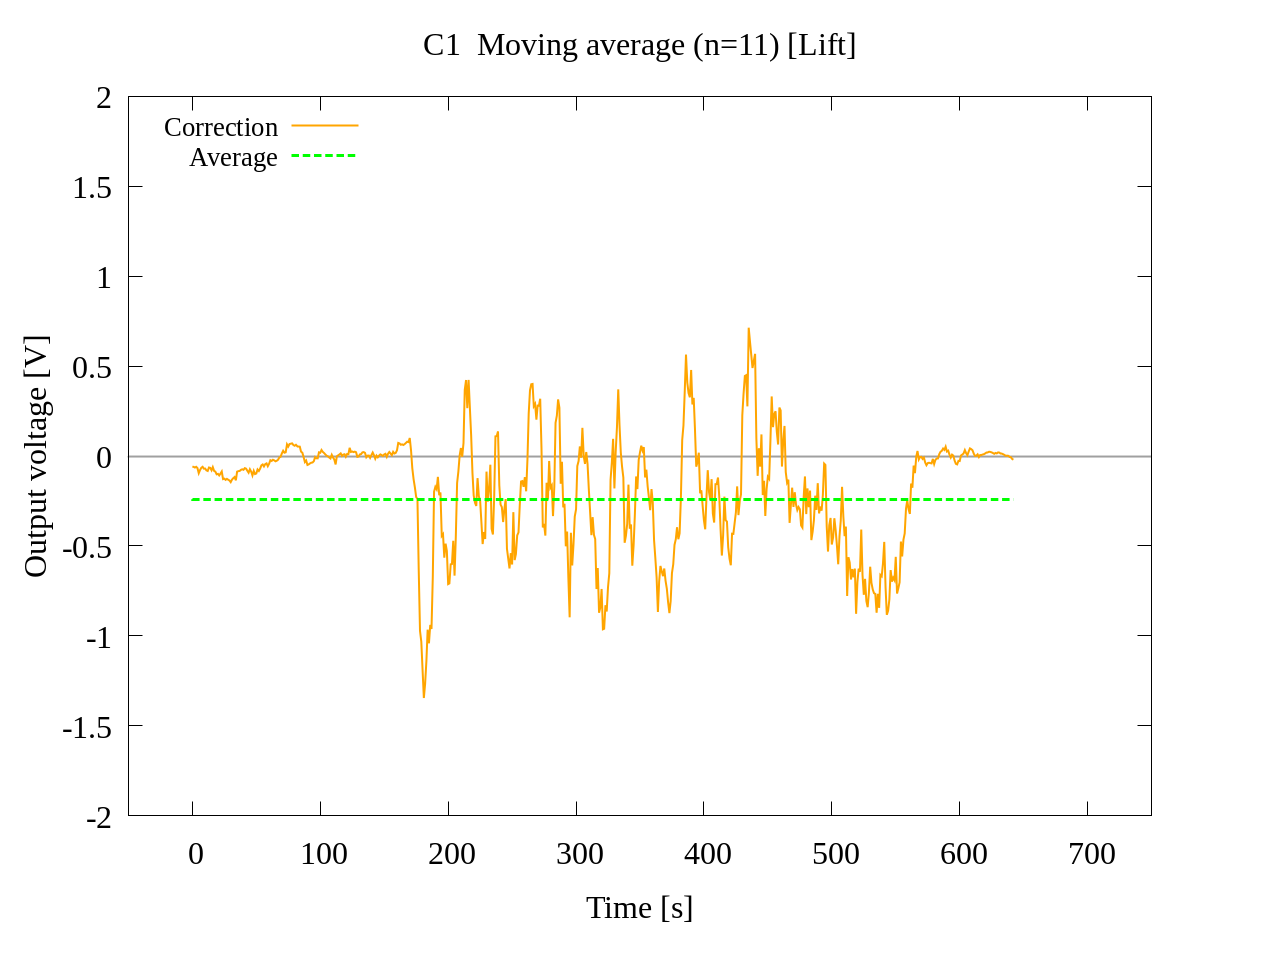 C1  Moving average (n=11) [Lift]
Correction
Average
2
1.5
1
0.5
0
-0.5
-1
-1.5
-2
Output voltage [V]
0 100 200 300 400 500 600 700
Time [s]